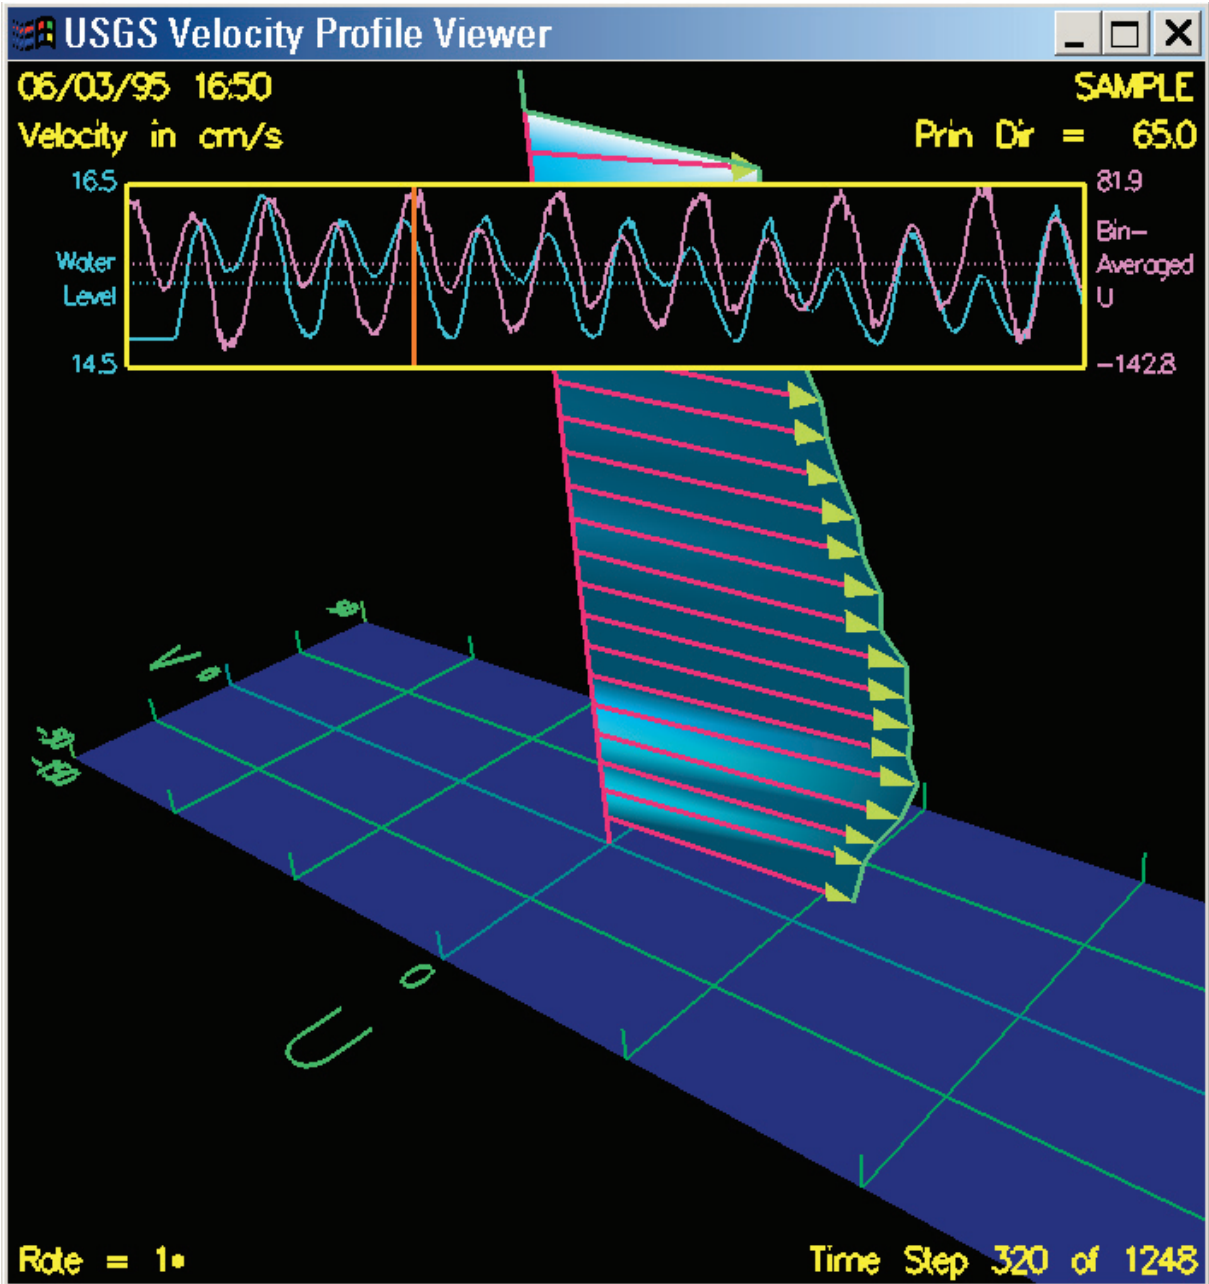 USGS Velocity Profile Viewer
06/03/95 16:50 SAMPLE
Velocity in cm/s Prin Dir = 65.0
16.5 81.9
Water Level
Bin-
Averaged
U
14.5 -142.8
V 0
U 0
Rate = 1
Time Step 320 of 1248